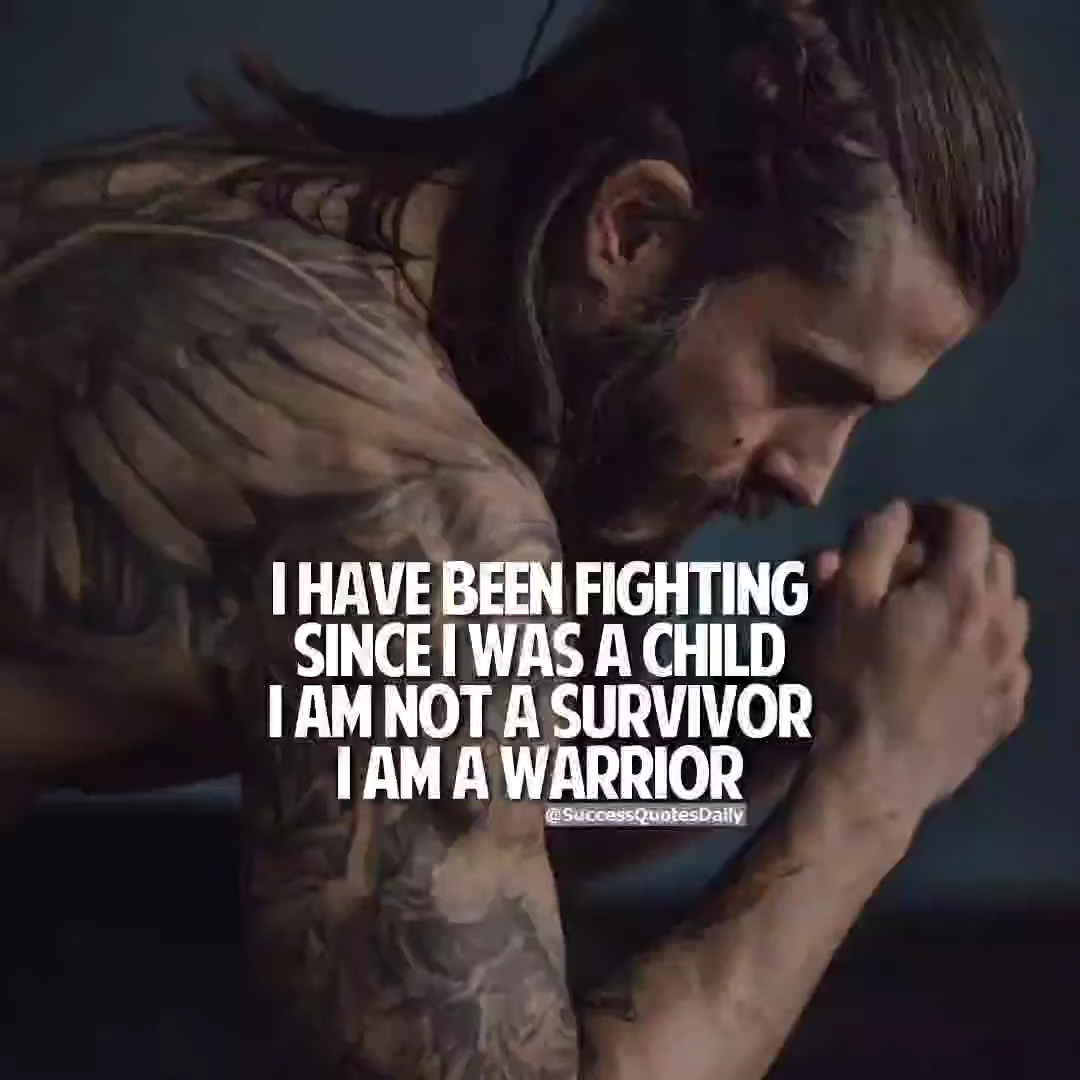 I HAVE BEEN FIGHTING
SINCE I WAS A CHILD
I AM NOT A SURVIVOR
I AM A WARRIOR
@SuccessQuotesDaily